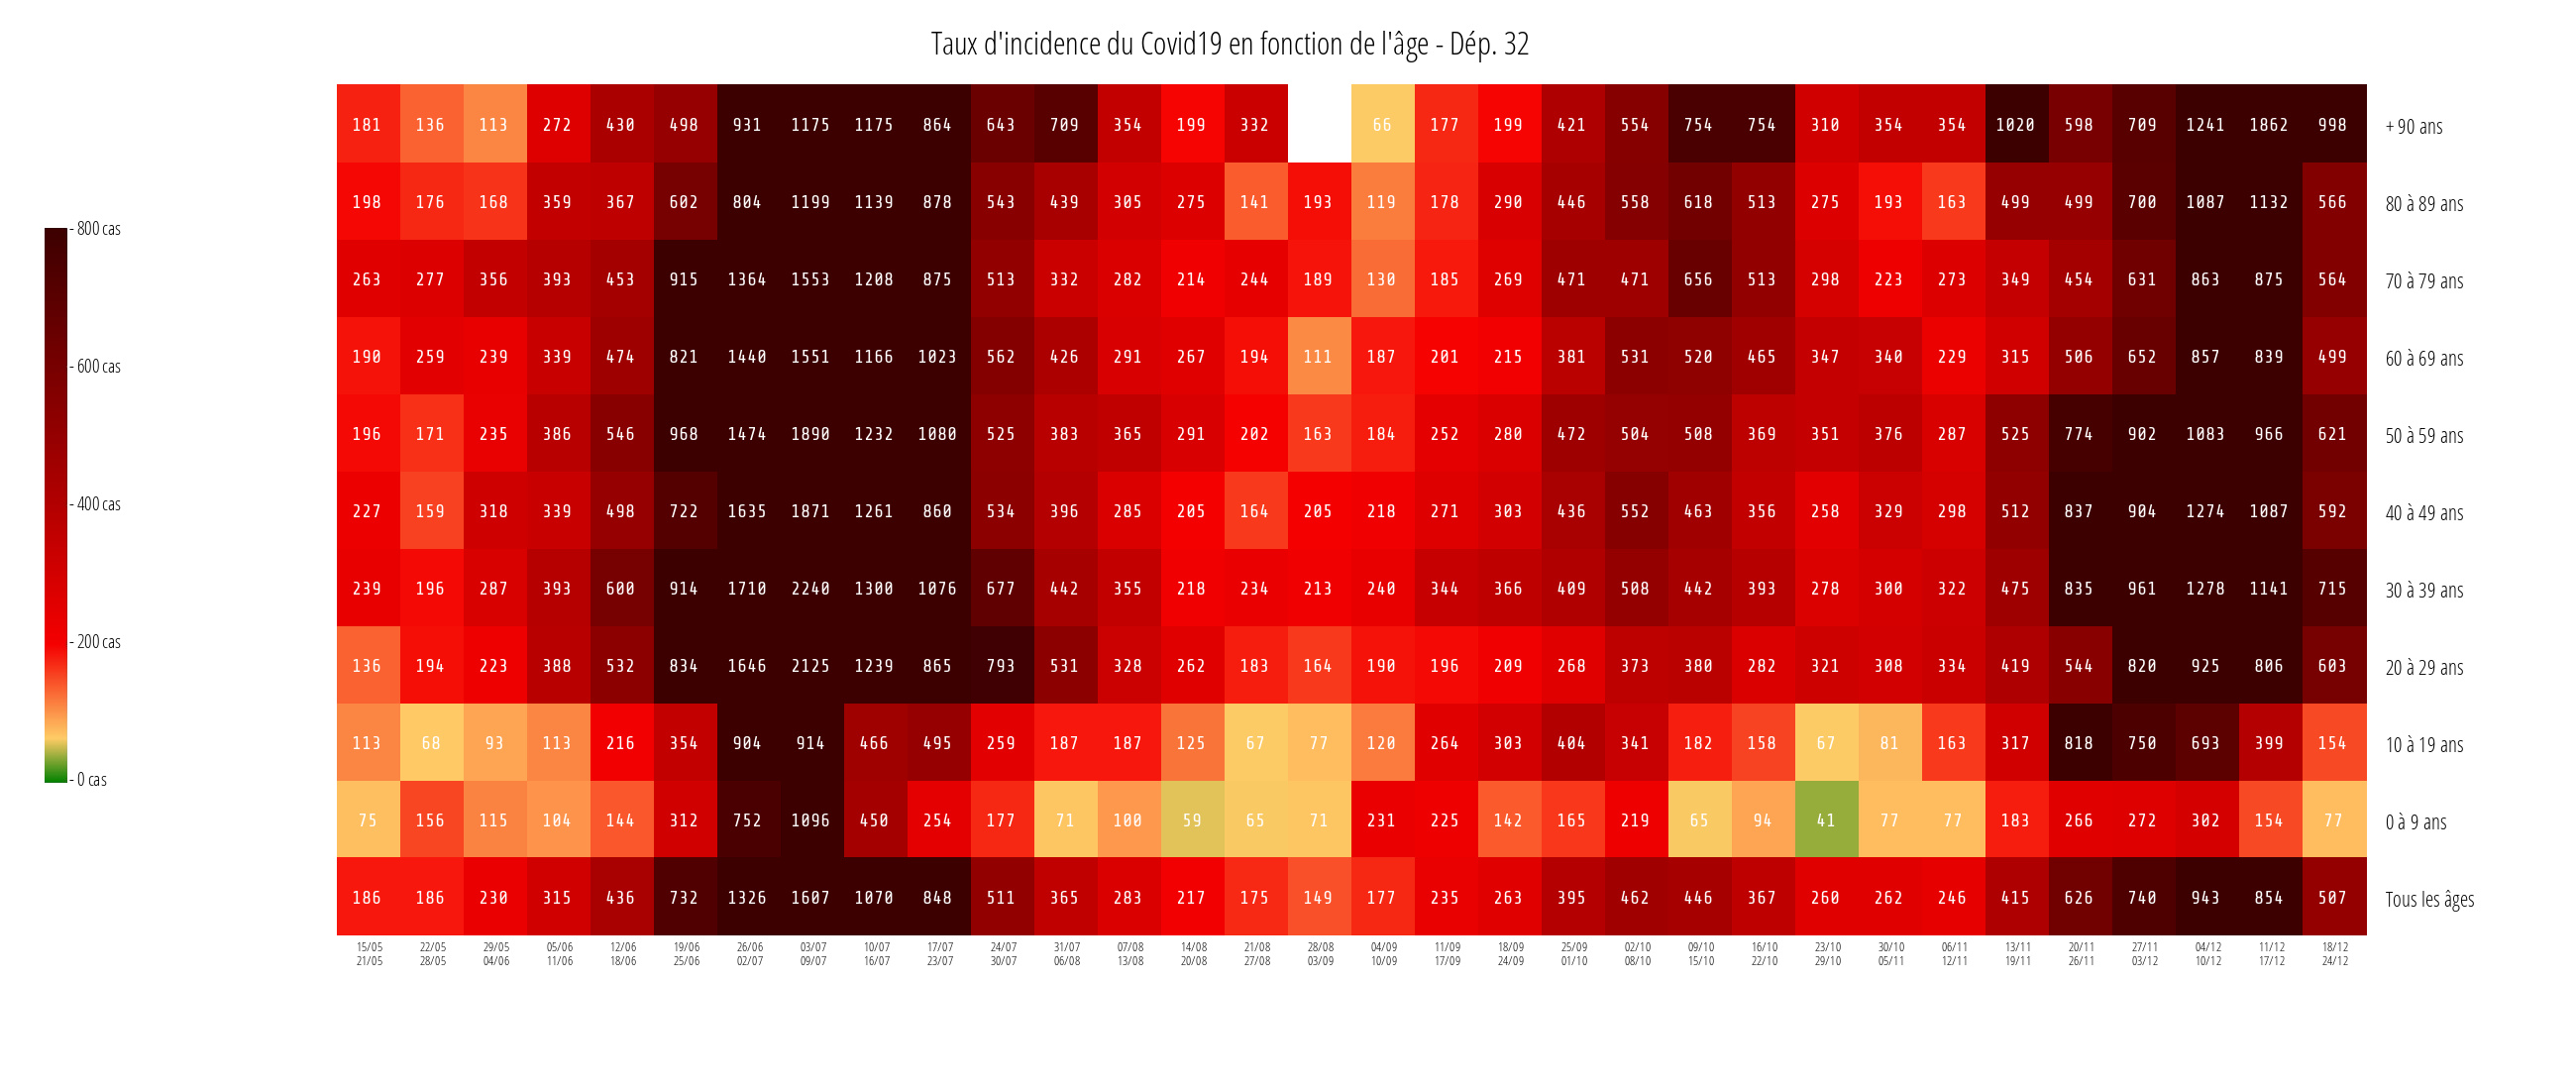 Taux d'incidence du Covid19 en fonction de l'âge - Dép. 32
181 136 113 272 430 498 931 1175 1175 864 643 709 354 199 332 66 177 199 421 554 754 754 310 354 354 1020 598 709 1241 1862 998 + 90 ans
198 176 168 359 367 602 804 1199 1139 878 543 439 305 275 141 193 119 178 290 446 558 618 513 275 193 163 499 499 700 1087 1132 566 80 à 89 ans
- 800 cas
263 277 356 393 453 915 1364 1553 1208 875 513 332 282 214 244 189 130 185 269 471 471 656 513 298 223 273 349 454 631 863 875 564 70 à 79 ans
190 259 239 339 474 821 1440 1551 1166 1023 562 426 291 267 194 111 187 201 215 381 531 520 465 347 340 229 315 506 652 857 839 499 60 à 69 ans
- 600 cas
196 171 235 386 546 968 1474 1890 1232 1080 525 383 365 291 202 163 184 252 280 472 504 508 369 351 376 287 525 774 902 1083 966 621 50 à 59 ans
- 400 cas
227 159 318 339 498 722 1635 1871 1261 860 534 396 285 205 164 205 218 271 303 436 552 463 356 258 329 298 512 837 904 1274 1087 592 40 à 49 ans
239 196 287 393 600 914 1710 2240 1300 1076 677 442 355 218 234 213 240 344 366 409 508 442 393 278 300 322 475 835 961 1278 1141 715 30 à 39 ans
- 200 cas
136 194 223 388 532 834 1646 2125 1239 865 793 531 328 262 183 164 190 196 209 268 373 380 282 321 308 334 419 544 820 925 806 603 20 à 29 ans
113 68 93 113 216 354 904 914 466 495 259 187 187 125 67 77 120 264 303 404 341 182 158 67 81 163 317 818 750 693 399 154 10 à 19 ans
- 0 cas
75 156 115 104 144 312 752 1096 450 254 177 71 100 59 65 71 231 225 142 165 219 65 94 41 77 77 183 266 272 302 154 77 0 à 9 ans
186 186 230 315 436 732 1326 1607 1070 848 511 365 283 217 175 149 177 235 263 395 462 446 367 260 262 246 415 626 740 943 854 507 Tous les âges
15/05 22/05 29/05 05/06 12/06 19/06 26/06 03/07 10/07 17/07 24/07 31/07 07/08 14/08 21/08 28/08 04/09 11/09 18/09 25/09 02/10 09/10 16/10 23/10 30/10 06/11 13/11 20/11 27/11 04/12 11/12 18/12
21/05 28/05 04/06 11/06 18/06 25/06 02/07 09/07 16/07 23/07 30/07 06/08 13/08 20/08 27/08 03/09 10/09 17/09 24/09 01/10 08/10 15/10 22/10 29/10 05/11 12/11 19/11 26/11 03/12 10/12 17/12 24/12